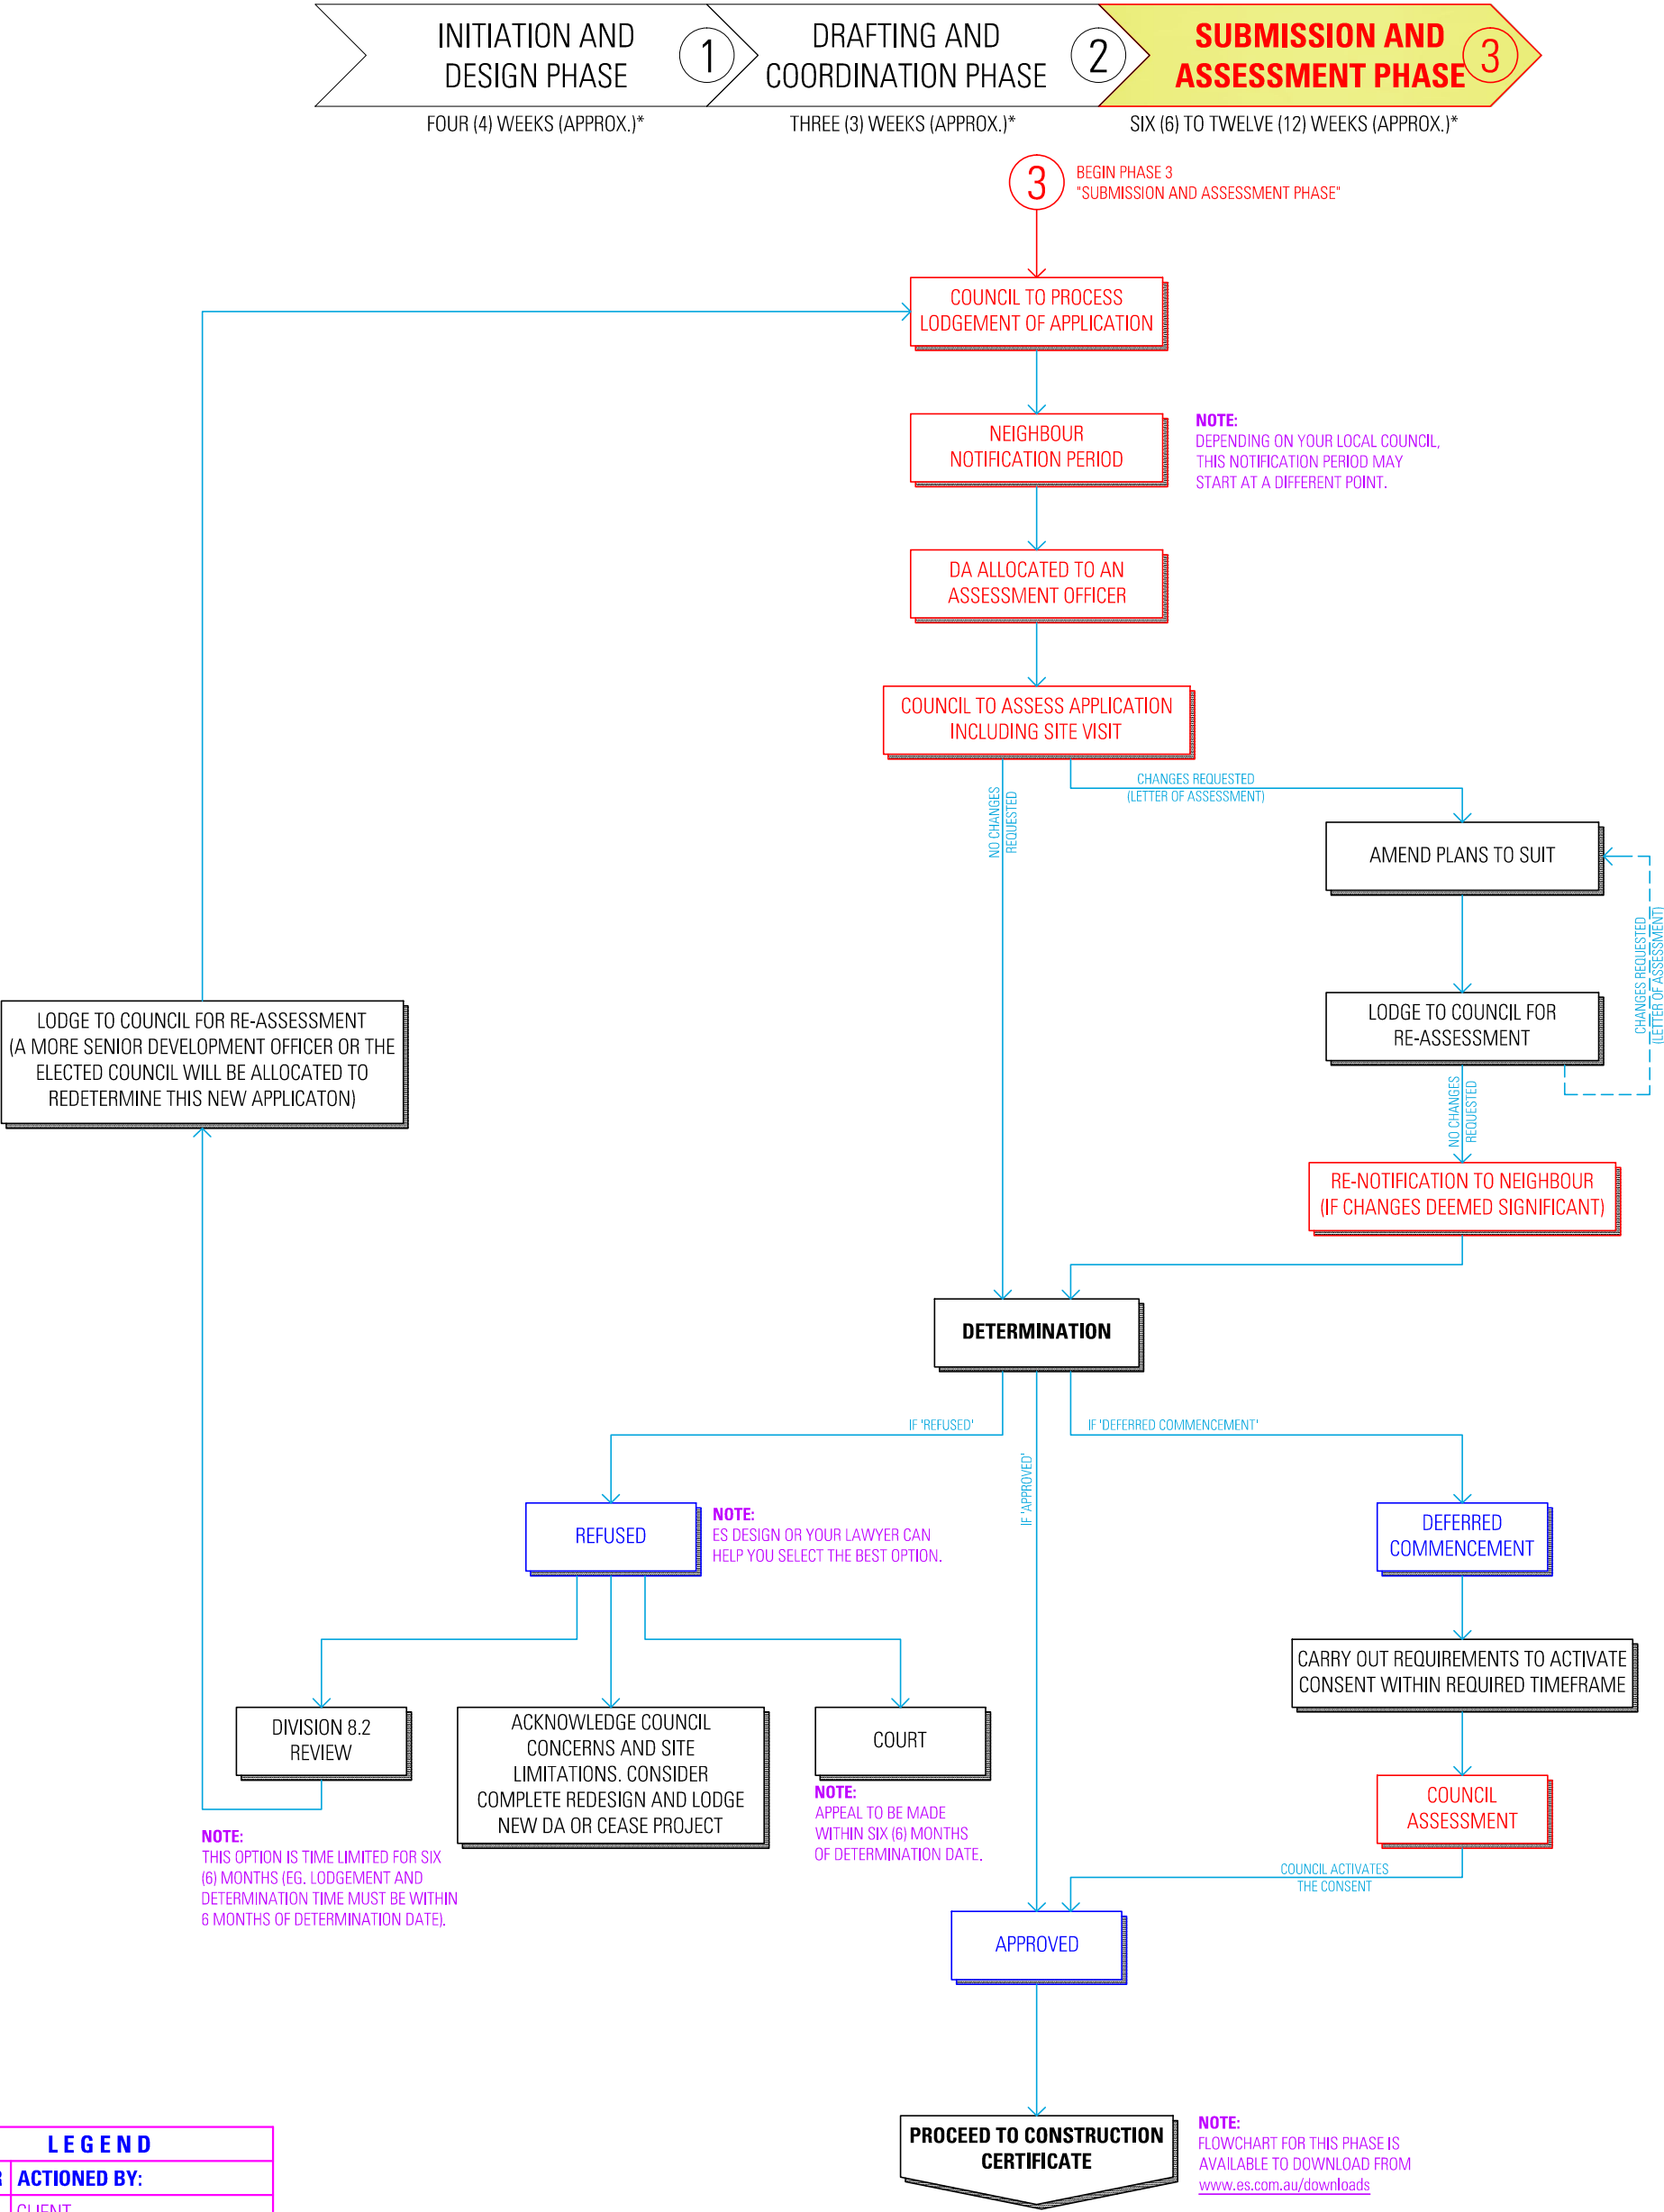 INITIATION AND
DESIGN PHASE
1
FOUR (4) WEEKS (APPROX.)*
DRAFTING AND
COORDINATION PHASE
2
THREE (3) WEEKS (APPROX.)*
SUBMISSION AND
ASSESSMENT PHASE
3
SIX (6) TO TWELVE (12) WEEKS (APPROX.)*
3
BEGIN PHASE 3
"SUBMISSION AND ASSESSMENT PHASE"
COUNCIL TO PROCESS
LODGEMENT OF APPLICATION
NEIGHBOUR
NOTIFICATION PERIOD
NOTE:
DEPENDING ON YOUR LOCAL COUNCIL,
THIS NOTIFICATION PERIOD MAY
START AT A DIFFERENT POINT.
DA ALLOCATED TO AN
ASSESSMENT OFFICER
COUNCIL TO ASSESS APPLICATION
INCLUDING SITE VISIT
NO CHANGES
REQUESTED
CHANGES REQUESTED
(LETTER OF ASSESSMENT)
AMEND PLANS TO SUIT
CHANGES REQUESTED
(LETTER OF ASSESSMENT)
LODGE TO COUNCIL FOR
RE-ASSESSMENT
NO CHANGES
REQUESTED
LODGE TO COUNCIL FOR RE-ASSESSMENT
(A MORE SENIOR DEVELOPMENT OFFICER OR THE
ELECTED COUNCIL WILL BE ALLOCATED TO
REDETERMINE THIS NEW APPLICATON)
RE-NOTIFICATION TO NEIGHBOUR
(IF CHANGES DEEMED SIGNIFICANT)
DETERMINATION
IF 'REFUSED'
IF 'APPROVED'
IF 'DEFERRED COMMENCEMENT'
REFUSED
NOTE:
ES DESIGN OR YOUR LAWYER CAN
HELP YOU SELECT THE BEST OPTION.
DEFERRED
COMMENCEMENT
CARRY OUT REQUIREMENTS TO ACTIVATE
CONSENT WITHIN REQUIRED TIMEFRAME
DIVISION 8.2
REVIEW
NOTE:
THIS OPTION IS TIME LIMITED FOR SIX
(6) MONTHS (EG. LODGEMENT AND
DETERMINATION TIME MUST BE WITHIN
6 MONTHS OF DETERMINATION DATE).
ACKNOWLEDGE COUNCIL
CONCERNS AND SITE
LIMITATIONS. CONSIDER
COMPLETE REDESIGN AND LODGE
NEW DA OR CEASE PROJECT
COURT
NOTE:
APPEAL TO BE MADE
WITHIN SIX (6) MONTHS
OF DETERMINATION DATE.
COUNCIL
ASSESSMENT
COUNCIL ACTIVATES
THE CONSENT
APPROVED
PROCEED TO CONSTRUCTION
CERTIFICATE
NOTE:
FLOWCHART FOR THIS PHASE IS
AVAILABLE TO DOWNLOAD FROM
www.es.com.au/downloads
LEGEND
ACTIONED BY:
CLIENT